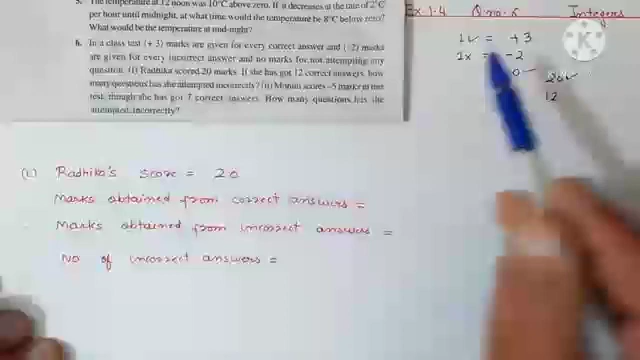 5. The temperature at 12 noon was 10°C above zero. If it decreases at the rate of 2°C
per hour until midnight, at what time would the temperature be 8°C below zero?
What would be the temperature at mid-night?
6. In a class test (+ 3) marks are given for every correct answer and (-2) marks
are given for every incorrect answer and no marks for not attempting any
question. (i) Radhika scored 20 marks. If she has got 12 correct answers, how
many questions has she attempted incorrectly? (ii) Mohini scores -5 marks in this
test, though she has got 7 correct answers. How many questions has she
attempted incorrectly?
Ex 1.4 Q no. 6 Integers
1✓ = +3
1x = -2
0 20✓
12
(i) Radhika's score = 20
Marks obtained from correct answers =
Marks obtained from incorrect answers =
No of incorrect answers =